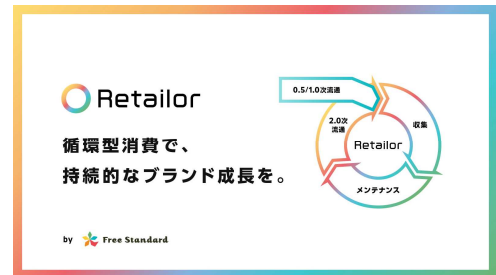 Retailor
循環型消費で、
持続的なブランド成長を。
by Free Standard
0.5/1.0次流通
2.0次
流通
収集
Retailor
メンテナンス